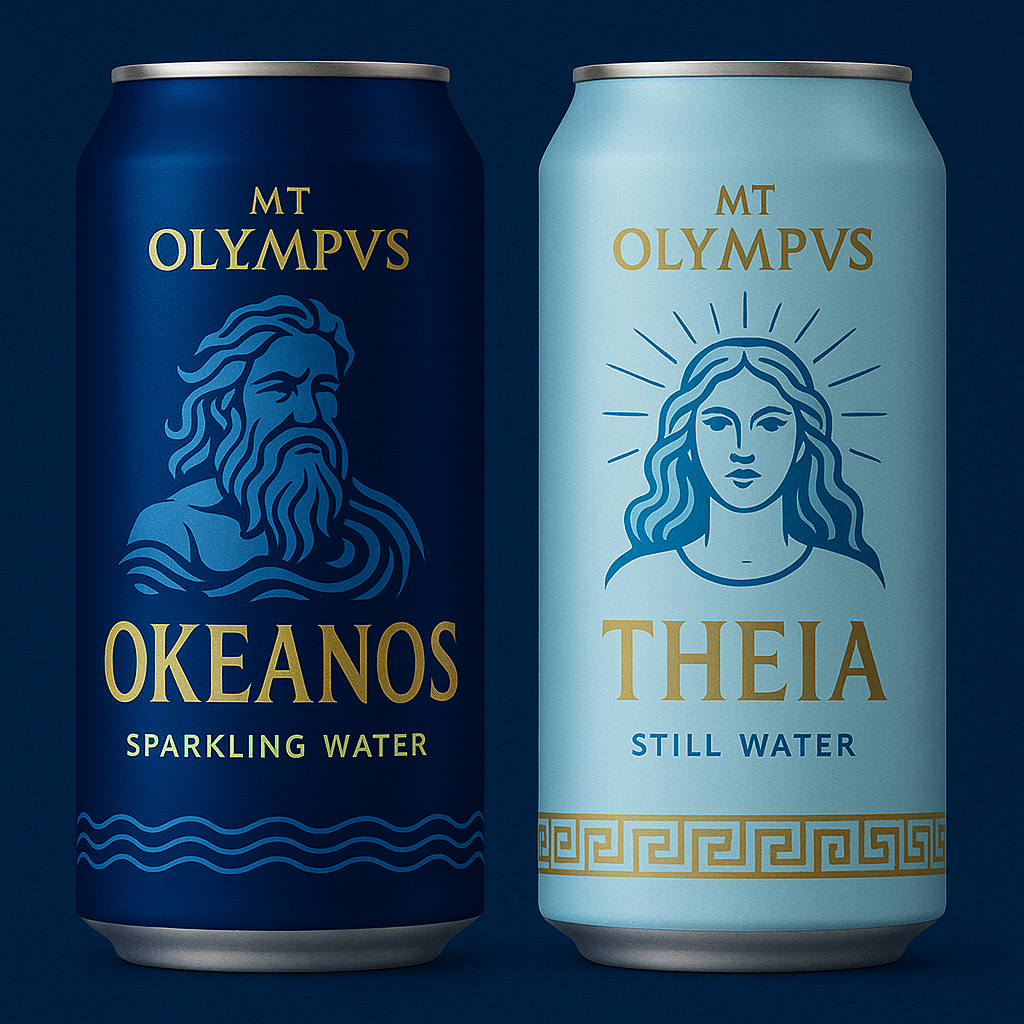 MT
OLYMPVS
OKEANOS
SPARKLING WATER
MT
OLYMPVS
THEIA
STILL WATER